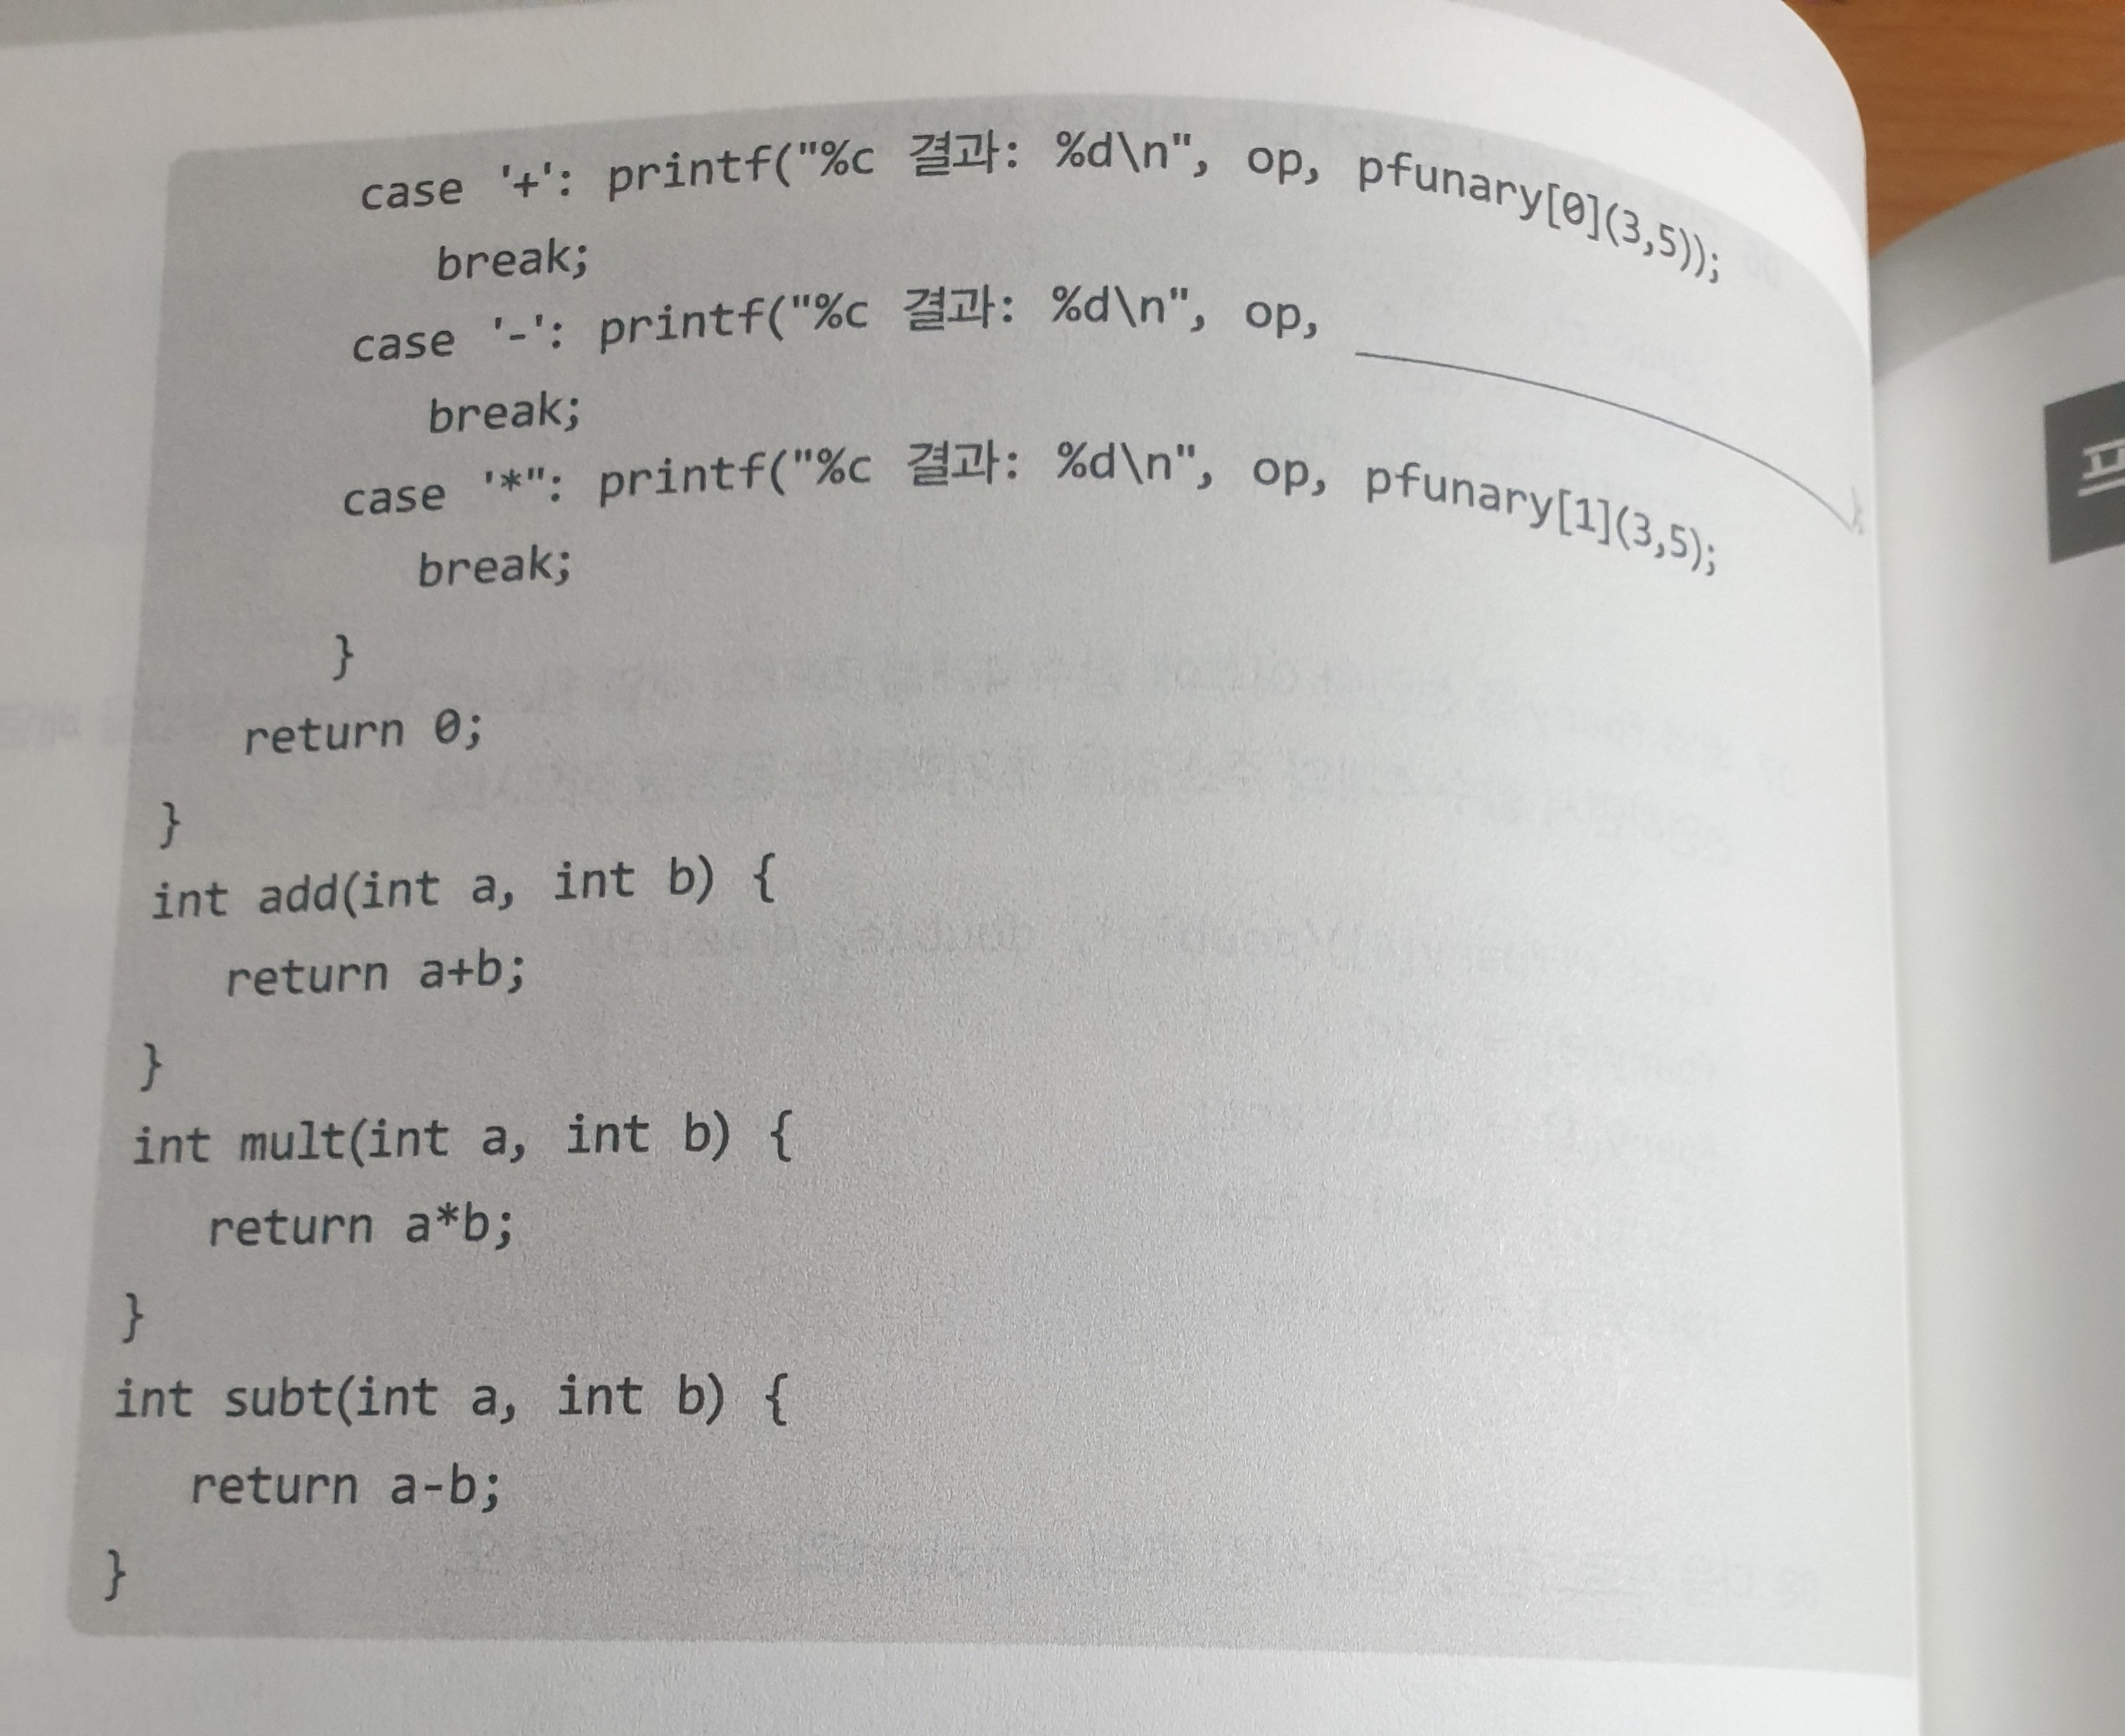 case '+': printf("%c 결과: %d\n", op, pfunary[0](3,5));
break;
case '-': printf("%c 결과: %d\n", op, ____________);
break;
case '*": printf("%c 결과: %d\n", op, pfunary[1](3,5);
break;
}
return 0;
}
int add(int a, int b) {
return a+b;
}
int mult(int a, int b) {
return a*b;
}
int subt(int a, int b) {
return a-b;
}